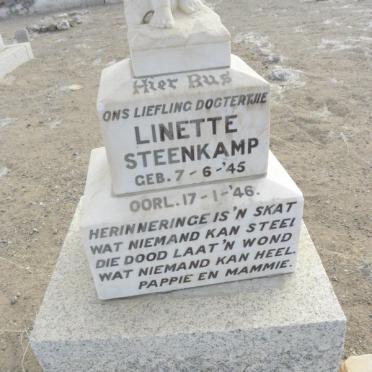 Hier Rus
ONS LIEFLING DOGTERTJIE
LINETTE
STEENKAMP
GEB. 7-6-'45
OORL. 17-1-'46.
HERINNERINGE IS 'N SKAT
WAT NIEMAND KAN STEEL
DIE DOOD LAAT 'N WOND
WAT NIEMAND KAN HEEL.
PAPPIE EN MAMMIE.